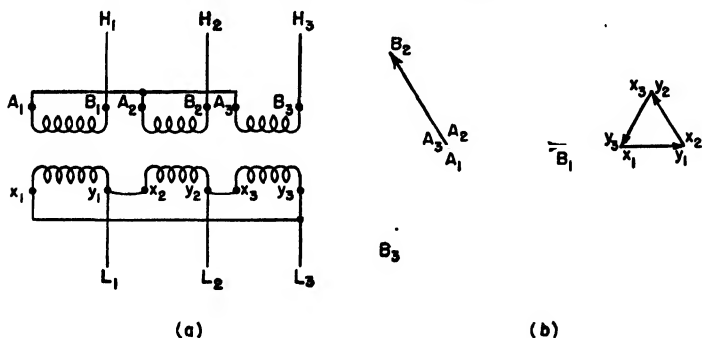 H₁ H₂ H₃
A₁ B₁ A₂ B₂ A₃ B₃
x₁ y₁ x₂ y₂ x₃ y₃
L₁ L₂ L₃
(a)
B₂
A₃ A₂
A₁
B₁
B₃
x₃ y₂
y₃ x₂
x₁ y₁
(b)